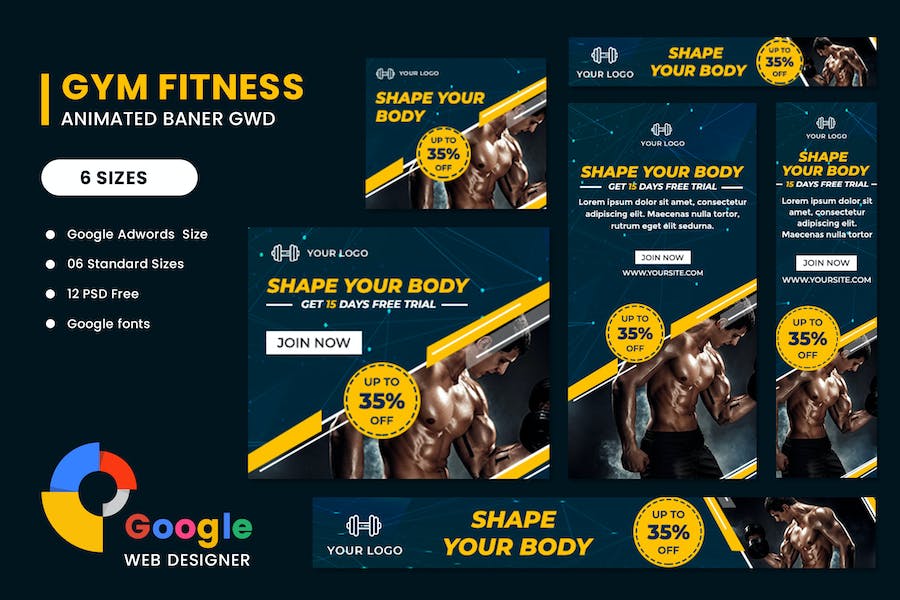 GYM FITNESS
ANIMATED BANER GWD
6 SIZES
Google Adwords Size
06 Standard Sizes
12 PSD Free
Google fonts
Google
WEB DESIGNER
YOUR LOGO
SHAPE YOUR
BODY
UP TO
35%
OFF
YOUR LOGO
SHAPE YOUR BODY
GET 15 DAYS FREE TRIAL
JOIN NOW
UP TO
35%
OFF
YOUR LOGO
SHAPE
YOUR BODY
UP TO
35%
OFF
YOUR LOGO
SHAPE YOUR BODY
GET 15 DAYS FREE TRIAL
Lorem ipsum dolor sit amet, consectetur
adipiscing elit. Maecenas nulla tortor,
rutrum eget eget sedurna.
JOIN NOW
WWW.YOURSITE.COM
UP TO
35%
OFF
YOUR LOGO
SHAPE
YOUR BODY
15 DAYS FREE TRIAL
Lorem ipsum dolor,sit
amet, consectetur
adipiscing elit.
Maecenas nulla tortor
JOIN NOW
WWW.YOURSITE.COM
UP TO
35%
OFF
YOUR LOGO
SHAPE
YOUR BODY
UP TO
35%
OFF